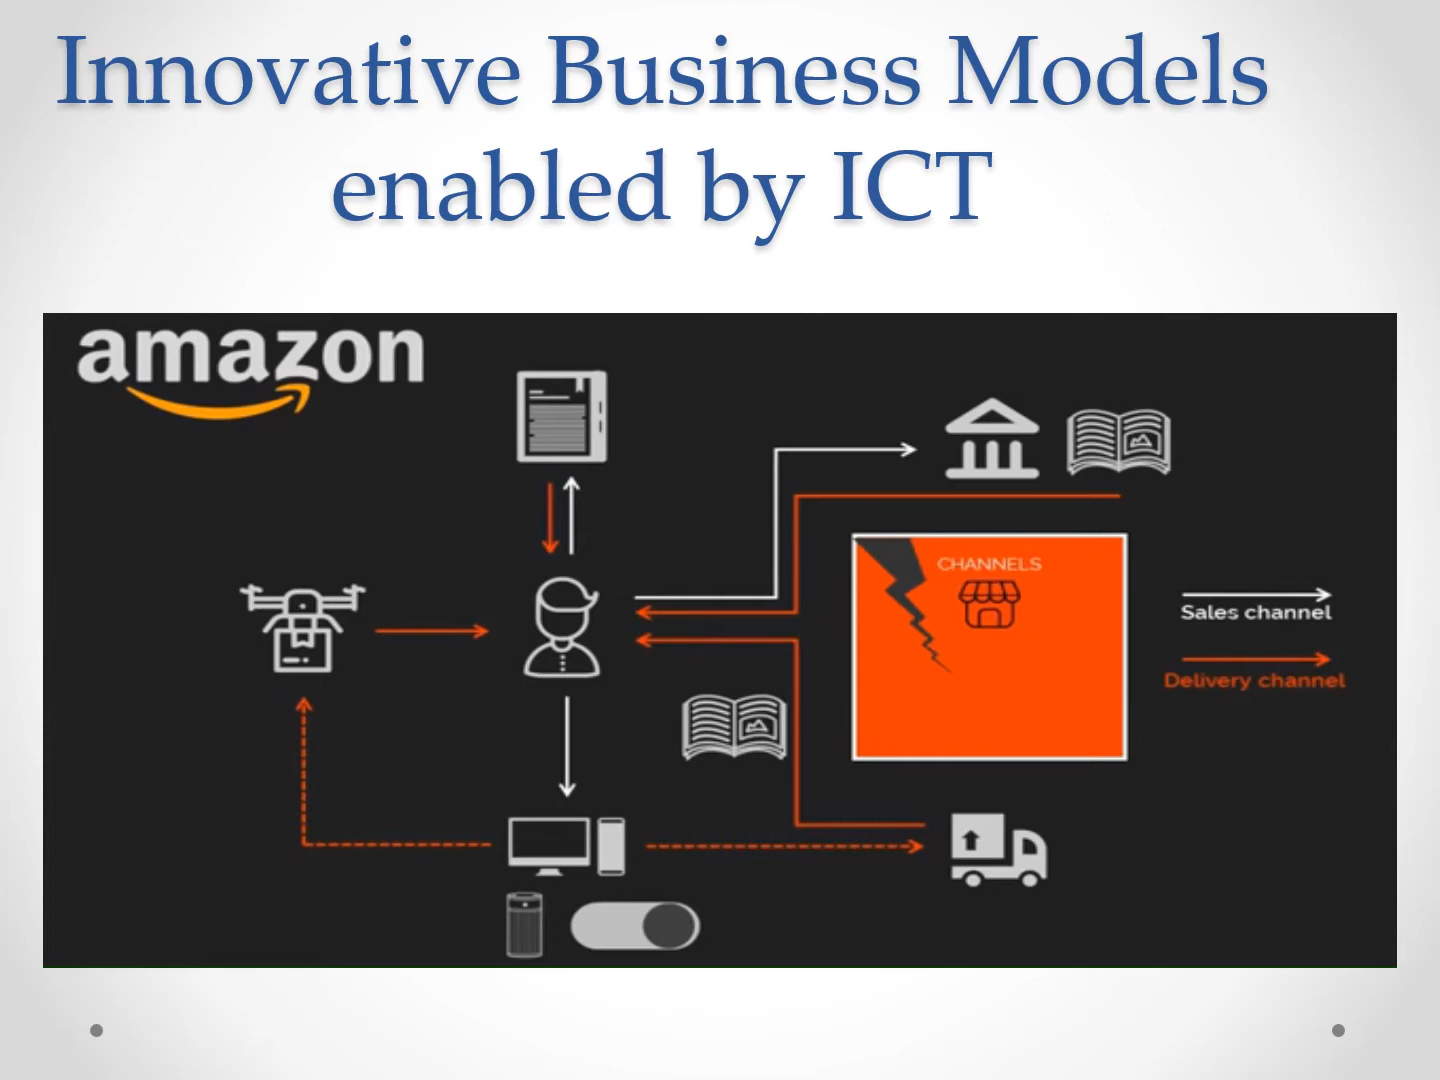 Innovative Business Models
enabled by ICT
amazon
CHANNELS
Sales channel
Delivery channel